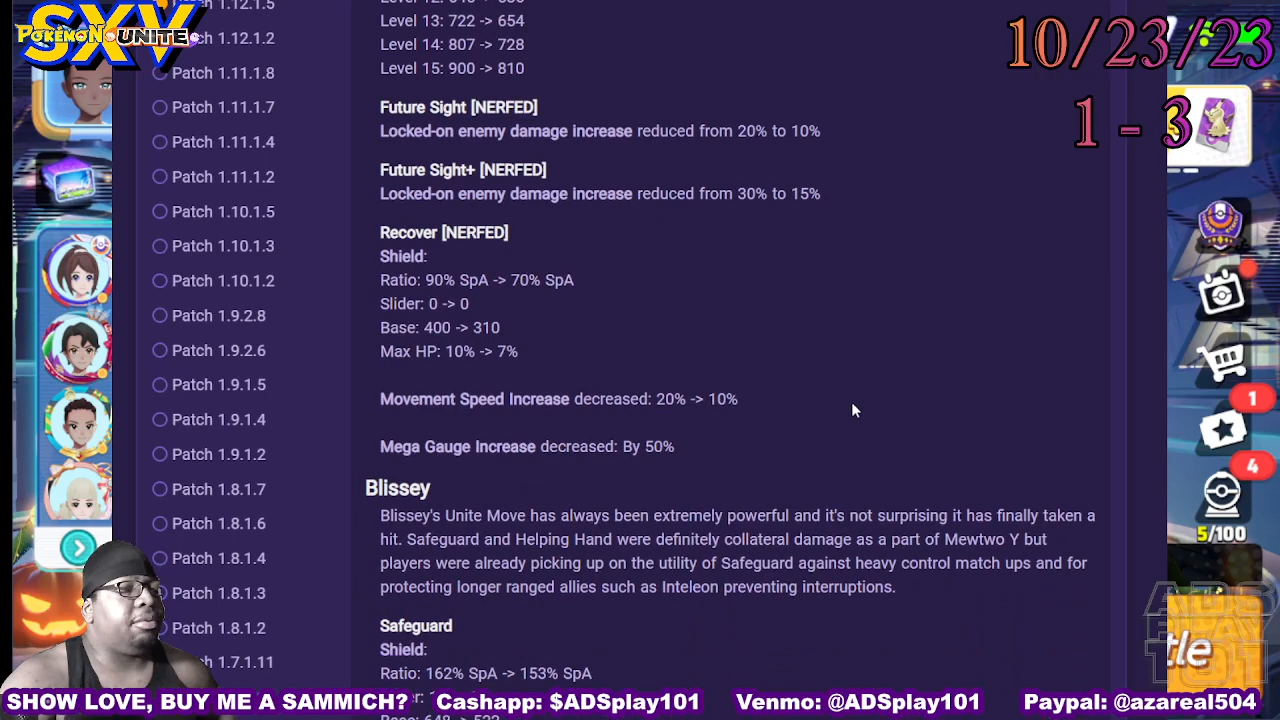 SXV
POKÉMON UNITE
10/23/23
1 - 3
Patch 1.12.1.5
1.12.1.2
Patch 1.11.1.8
Patch 1.11.1.7
Patch 1.11.1.4
Patch 1.11.1.2
Patch 1.10.1.5
Patch 1.10.1.3
Patch 1.10.1.2
Patch 1.9.2.8
Patch 1.9.2.6
Patch 1.9.1.5
Patch 1.9.1.4
Patch 1.9.1.2
Patch 1.8.1.7
Patch 1.8.1.6
Patch 1.8.1.4
Patch 1.8.1.3
Patch 1.8.1.2
1.7.1.11
Level 13: 722 -> 654
Level 14: 807 -> 728
Level 15: 900 -> 810
Future Sight [NERFED]
Locked-on enemy damage increase reduced from 20% to 10%
Future Sight+ [NERFED]
Locked-on enemy damage increase reduced from 30% to 15%
Recover [NERFED]
Shield:
Ratio: 90% SpA -> 70% SpA
Slider: 0 -> 0
Base: 400 -> 310
Max HP: 10% -> 7%
Movement Speed Increase decreased: 20% -> 10%
Mega Gauge Increase decreased: By 50%
Blissey
Blissey's Unite Move has always been extremely powerful and it's not surprising it has finally taken a
hit. Safeguard and Helping Hand were definitely collateral damage as a part of Mewtwo Y but
players were already picking up on the utility of Safeguard against heavy control match ups and for
protecting longer ranged allies such as Inteleon preventing interruptions.
Safeguard
Shield:
Ratio: 162% SpA -> 153% SpA
1
4
5/100
ADS
PLAY
101
tle
SHOW LOVE, BUY ME A SAMMICH? Cashapp: $ADSplay101 Venmo: @ADSplay101 Paypal: @azareal504